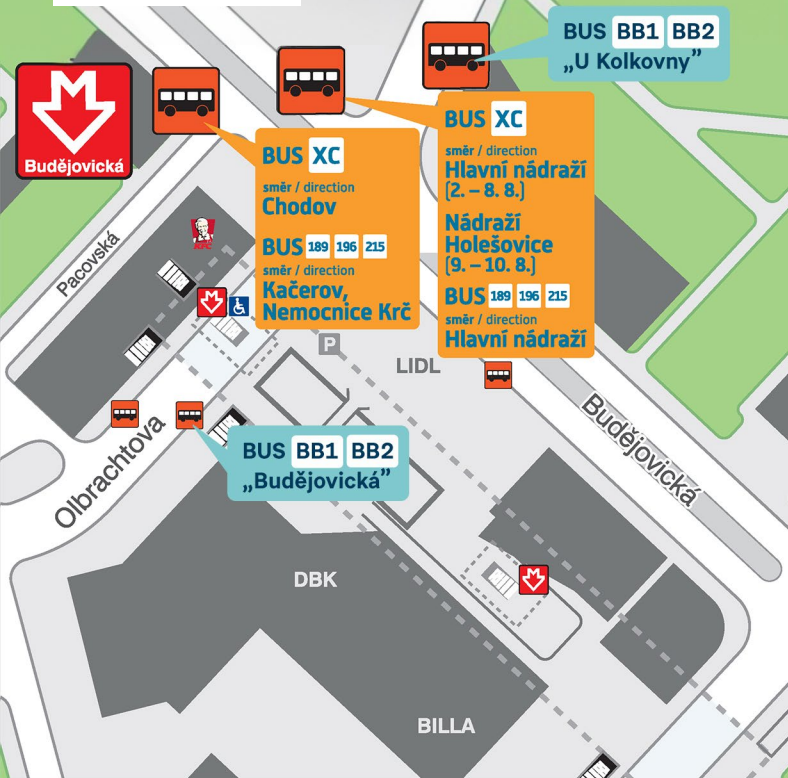 BUS BB1 BB2
„U Kolkovny”
Budějovická
BUS XC
směr / direction
Chodov
BUS 189 196 215
směr / direction
Kačerov,
Nemocnice Krč
BUS XC
směr / direction
Hlavní nádraží
(2. – 8. 8.)
Nádraží
Holešovice
(9. – 10. 8.)
BUS 189 196 215
směr / direction
Hlavní nádraží
Pacovská
KFC
P
LIDL
Budějovická
Olbrachtova
BUS BB1 BB2
„Budějovická”
DBK
BILLA